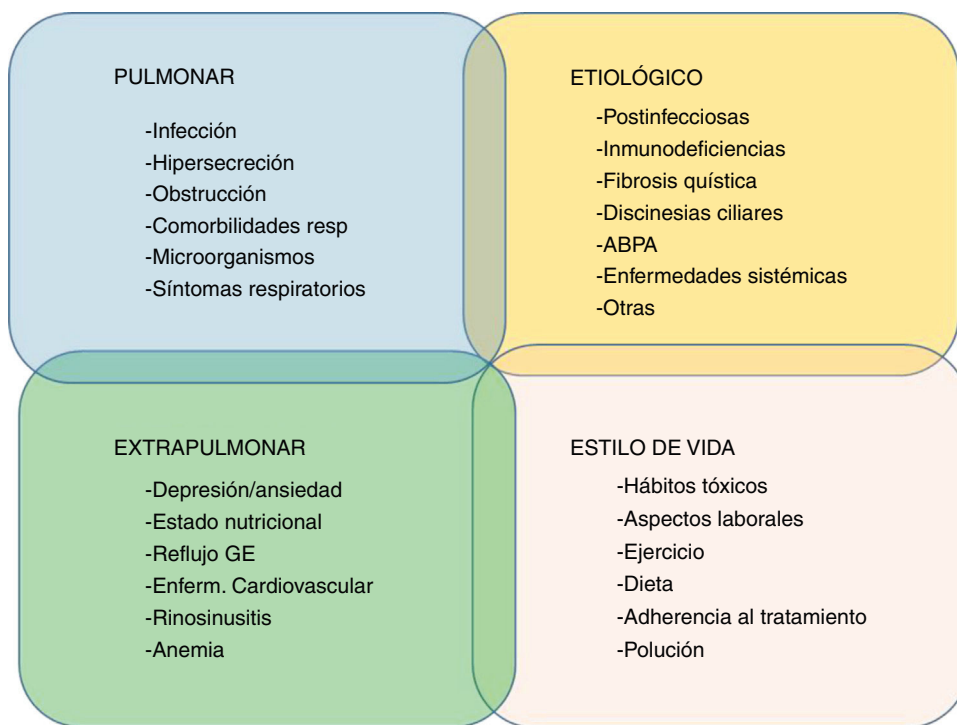 PULMONAR
-Infección
-Hipersecreción
-Obstrucción
-Comorbilidades resp
-Microorganismos
-Síntomas respiratorios
ETIOLÓGICO
-Postinfecciosas
-Inmunodeficiencias
-Fibrosis quística
-Discinesias ciliares
-ABPA
-Enfermedades sistémicas
-Otras
EXTRAPULMONAR
-Depresión/ansiedad
-Estado nutricional
-Reflujo GE
-Enferm. Cardiovascular
-Rinosinusitis
-Anemia
ESTILO DE VIDA
-Hábitos tóxicos
-Aspectos laborales
-Ejercicio
-Dieta
-Adherencia al tratamiento
-Polución